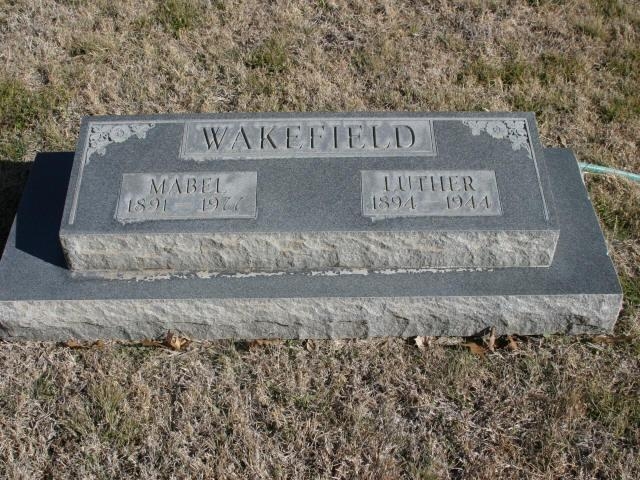 WAKEFIELD
MABEL
1891 – 1977
LUTHER
1894 – 1944